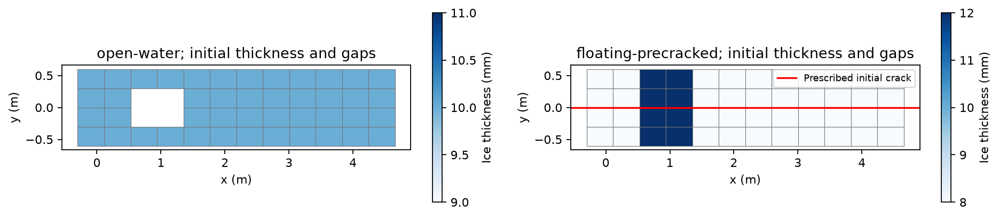 open-water; initial thickness and gaps
0.5
0.0
−0.5
y (m)
0
1
2
3
4
x (m)
11.0
10.5
10.0
9.5
9.0
Ice thickness (mm)
floating-precracked; initial thickness and gaps
Prescribed initial crack
0.5
0.0
−0.5
y (m)
0
1
2
3
4
x (m)
12
11
10
9
8
Ice thickness (mm)